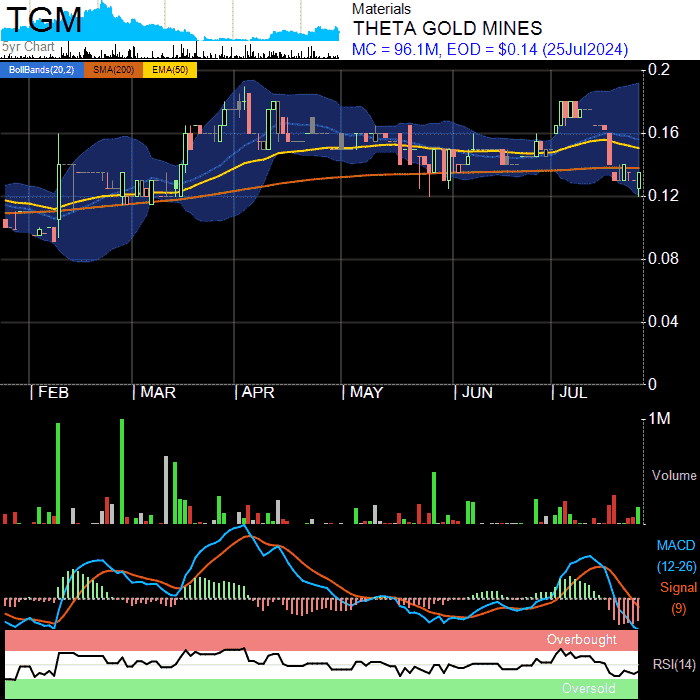 TGM
5yr Chart
Materials
THETA GOLD MINES
MC = 96.1M, EOD = $0.14 (25Jul2024)
BollBands(20,2) SMA(200) EMA(50)
0.2
0.16
0.12
0.08
0.04
0
FEB MAR APR MAY JUN JUL
1M
Volume
MACD
(12-26)
Signal
(9)
Overbought
RSI(14)
Oversold